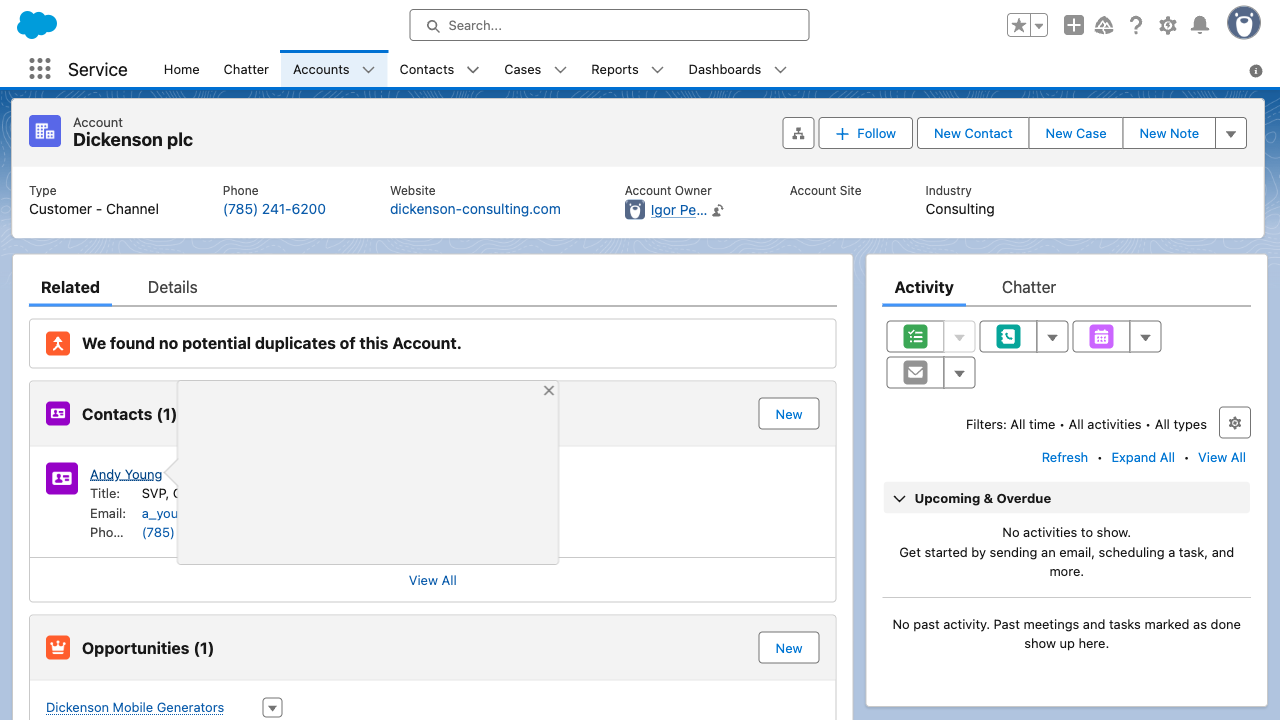 Search...
Service
Home
Chatter
Accounts
Contacts
Cases
Reports
Dashboards
Account
Dickenson plc
Follow
New Contact
New Case
New Note
Type
Customer - Channel
Phone
(785) 241-6200
Website
dickenson-consulting.com
Account Owner
Igor Pe...
Account Site
Industry
Consulting
Related
Details
We found no potential duplicates of this Account.
Contacts (1)
New
Andy Young
Title: SVP,
Email: a_you
Pho... (785)
View All
Opportunities (1)
New
Dickenson Mobile Generators
Activity
Chatter
Filters: All time • All activities • All types
Refresh • Expand All • View All
Upcoming & Overdue
No activities to show.
Get started by sending an email, scheduling a task, and
more.
No past activity. Past meetings and tasks marked as done
show up here.